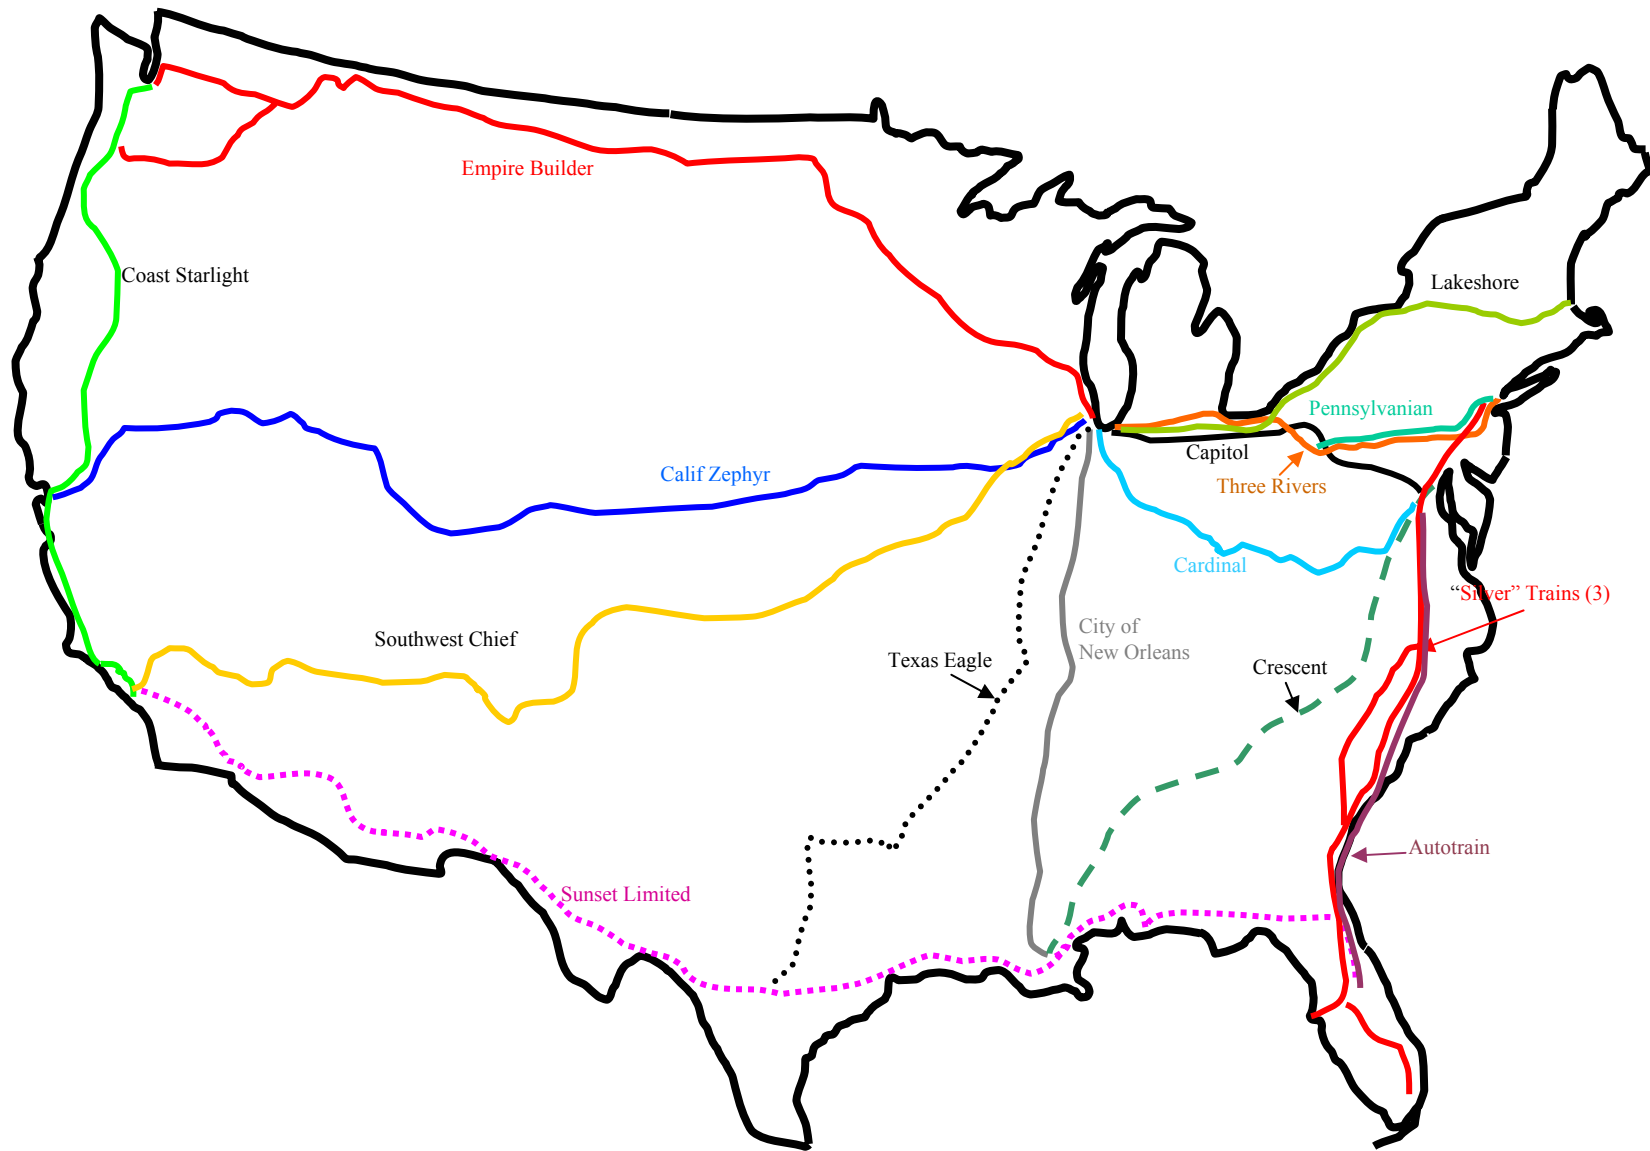 Empire Builder
Coast Starlight
Lakeshore
Pennsylvanian
Capitol
Calif Zephyr
Three Rivers
Cardinal
“Silver” Trains (3)
City of
New Orleans
Southwest Chief
Texas Eagle
Crescent
Autotrain
Sunset Limited